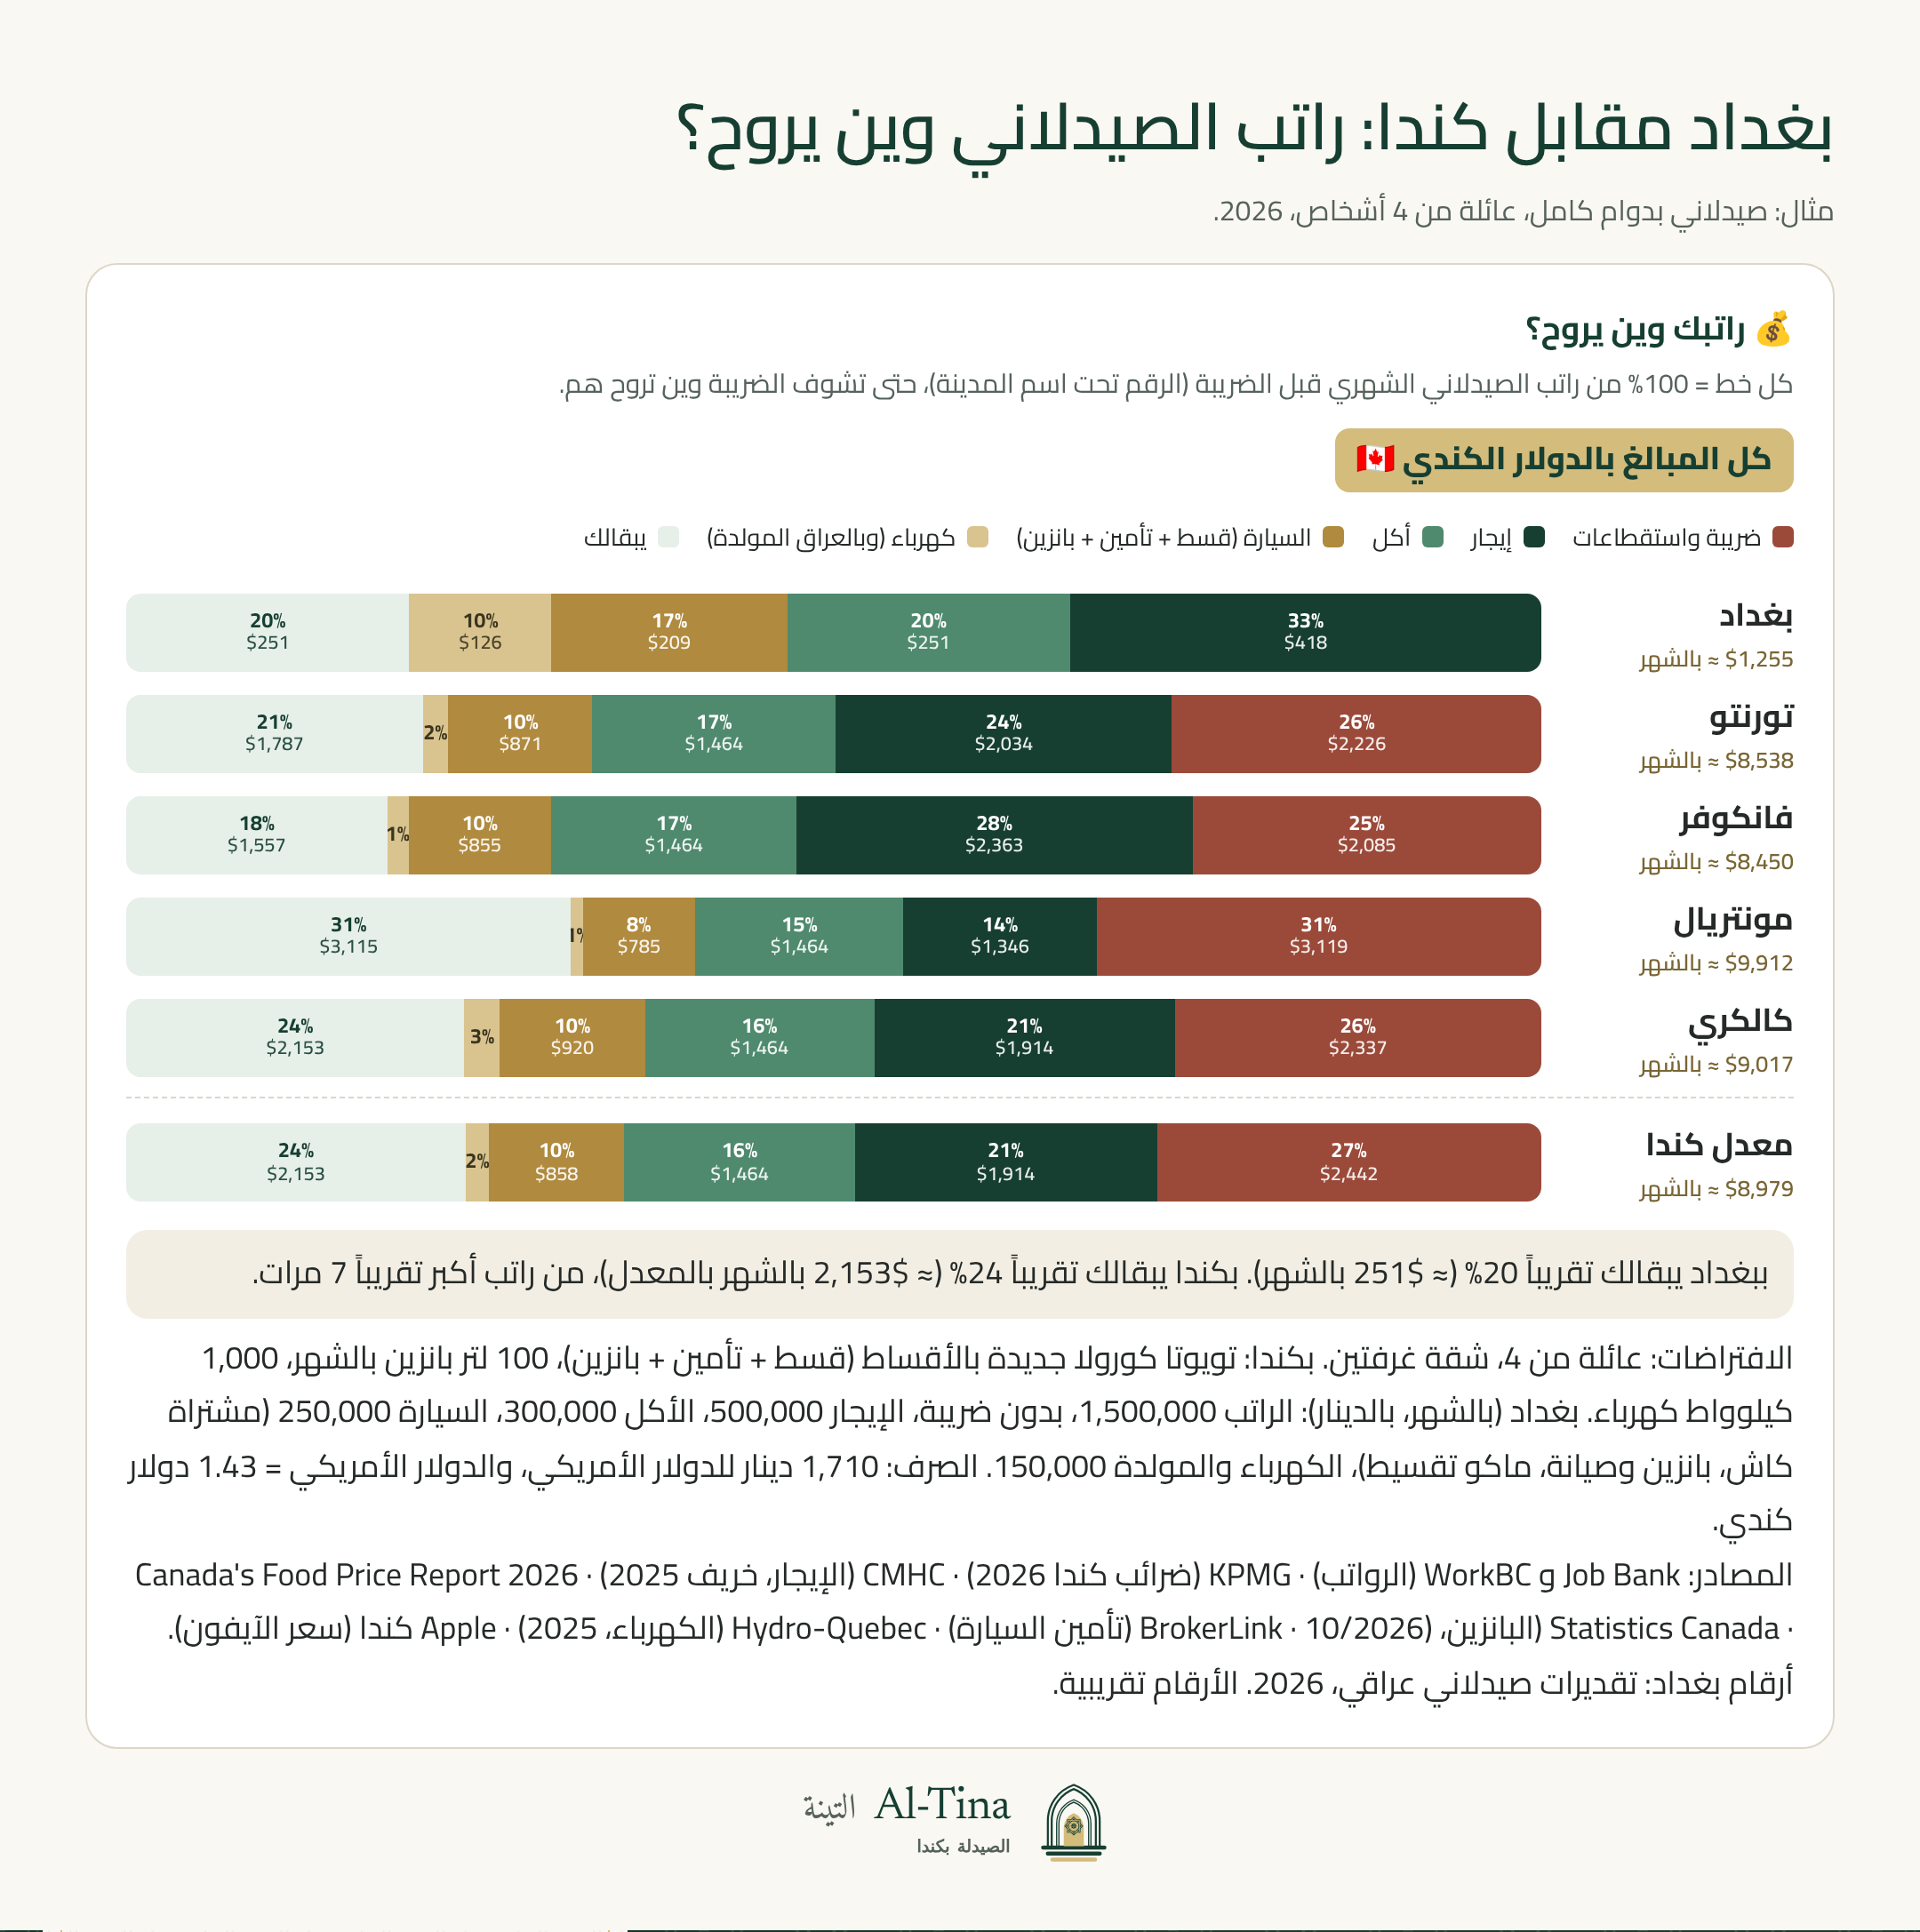 بغداد مقابل كندا: راتب الصيدلاني وين يروح؟
مثال: صيدلاني بدوام كامل، عائلة من 4 أشخاص، 2026.
💰 راتبك وين يروح؟
كل خط = 100% من راتب الصيدلاني الشهري قبل الضريبة (الرقم تحت اسم المدينة)، حتى تشوف الضريبة وين تروح هم.
كل المبالغ بالدولار الكندي 🇨🇦
ضريبة واستقطاعات إيجار أكل السيارة (قسط + تأمين + بانزين) كهرباء (وبالعراق المولدة) يبقالك
بغداد
≈ $1,255 بالشهر
33% 20% 17% 10% 20%
$418 $251 $209 $126 $251
تورنتو
≈ $8,538 بالشهر
26% 24% 17% 10% 2% 21%
$2,226 $2,034 $1,464 $871 $1,787
فانكوفر
≈ $8,450 بالشهر
25% 28% 17% 10% 1% 18%
$2,085 $2,363 $1,464 $855 $1,557
مونتريال
≈ $9,912 بالشهر
31% 14% 15% 8% 1% 31%
$3,119 $1,346 $1,464 $785 $3,115
كالكري
≈ $9,017 بالشهر
26% 21% 16% 10% 3% 24%
$2,337 $1,914 $1,464 $920 $2,153
معدل كندا
≈ $8,979 بالشهر
27% 21% 16% 10% 2% 24%
$2,442 $1,914 $1,464 $858 $2,153
ببغداد يبقالك تقريباً 20% (≈ $251 بالشهر). بكندا يبقالك تقريباً 24% (≈ $2,153 بالشهر بالمعدل)، من راتب أكبر تقريباً 7 مرات.
الافتراضات: عائلة من 4، شقة غرفتين. بكندا: تويوتا كورولا جديدة بالأقساط (قسط + تأمين + بانزين)، 100 لتر بانزين بالشهر، 1,000
كيلوواط كهرباء. بغداد (بالشهر، بالدينار): الراتب 1,500,000، بدون ضريبة، الإيجار 500,000، الأكل 300,000، السيارة 250,000 (مشتراة
كاش، بانزين وصيانة، ماكو تقسيط)، الكهرباء والمولدة 150,000. الصرف: 1,710 دينار للدولار الأمريكي، والدولار الأمريكي = 1.43 دولار
كندي.
المصادر: Job Bank و WorkBC (الرواتب) · KPMG (ضرائب كندا 2026) · CMHC (الإيجار، خريف 2025) · Canada's Food Price Report 2026
· Statistics Canada (البانزين، 10/2026) · BrokerLink (تأمين السيارة) · Hydro-Quebec (الكهرباء، 2025) · Apple كندا (سعر الآيفون).
أرقام بغداد: تقديرات صيدلاني عراقي، 2026. الأرقام تقريبية.
Al-Tina التينة
الصيدلة بكندا